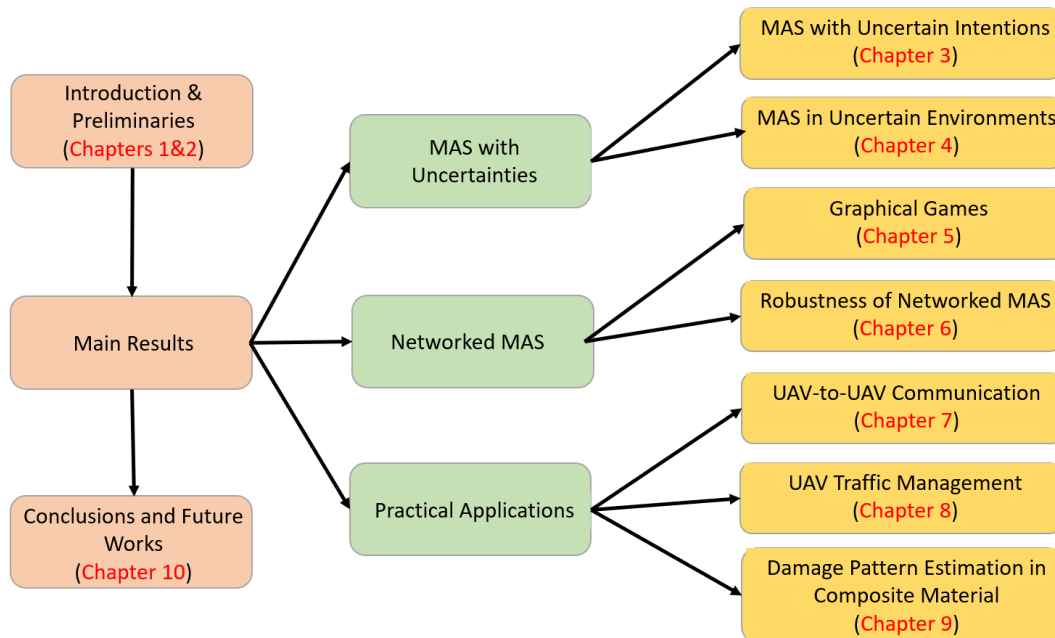 Introduction &
Preliminaries
(Chapters 1&2)
Main Results
Conclusions and Future
Works
(Chapter 10)
MAS with
Uncertainties
Networked MAS
Practical Applications
MAS with Uncertain Intentions
(Chapter 3)
MAS in Uncertain Environments
(Chapter 4)
Graphical Games
(Chapter 5)
Robustness of Networked MAS
(Chapter 6)
UAV-to-UAV Communication
(Chapter 7)
UAV Traffic Management
(Chapter 8)
Damage Pattern Estimation in
Composite Material
(Chapter 9)